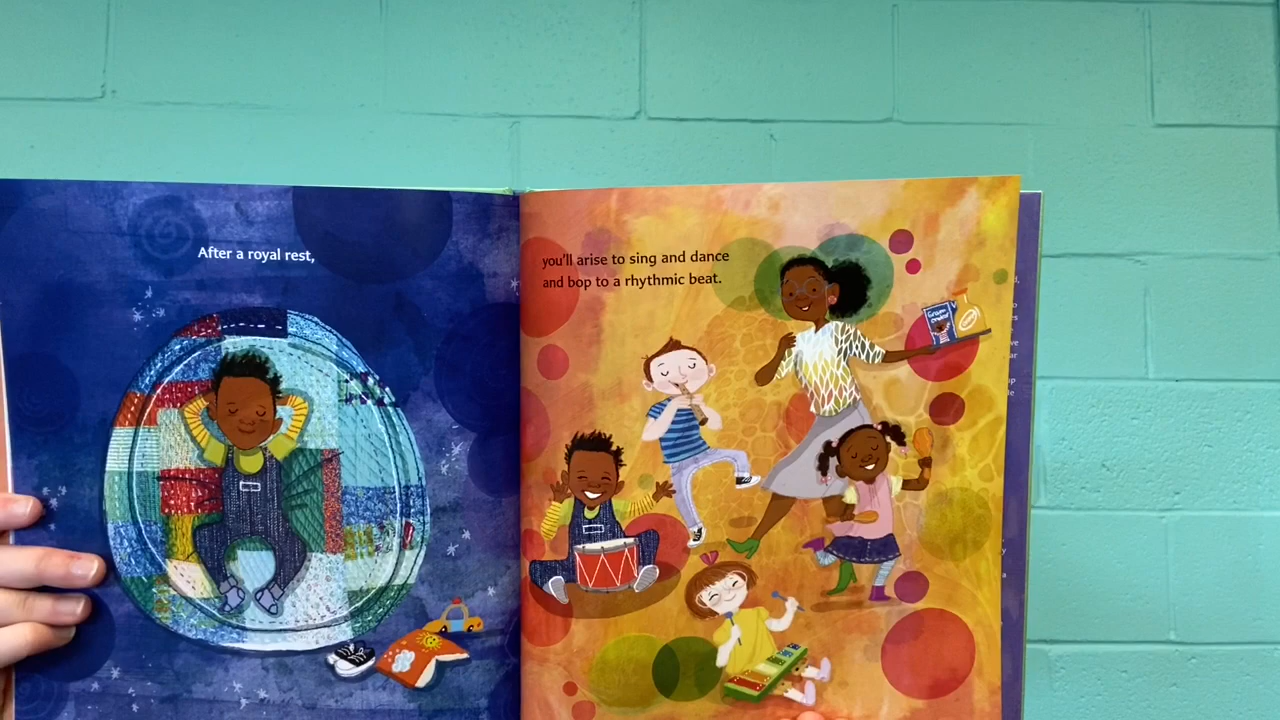 After a royal rest,
you'll arise to sing and dance
and bop to a rhythmic beat.